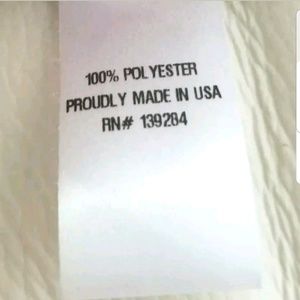 100% POLYESTER
PROUDLY MADE IN USA
RN# 139284